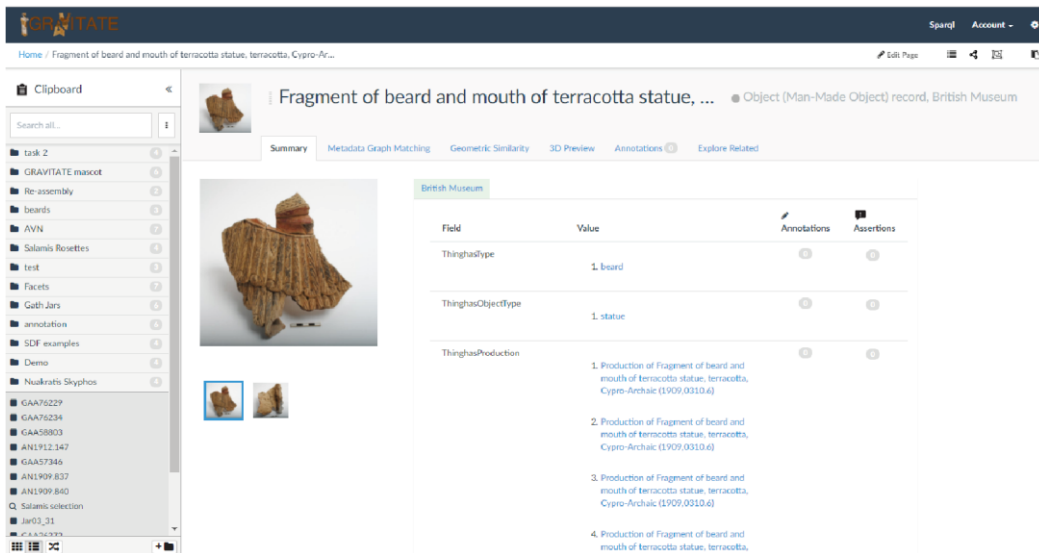 GRAVITATE
Sparql Account
Home / Fragment of beard and mouth of terracotta statue, terracotta, Cypro-Ar...
Edit Page
Clipboard
Search all...
task 2
GRAVITATE mascot
Re-assembly
beards
AVN
Salamis Rosettes
test
Facets
Gath Jars
annotation
SDF examples
Demo
Nuakratis Skyphos
GAA76229
GAA76234
GAA58803
AN1912.147
GAA57346
AN1909.837
AN1909.840
Salamis selection
Jar03_31
Fragment of beard and mouth of terracotta statue, ...
Object (Man-Made Object) record, British Museum
Summary Metadata Graph Matching Geometric Similarity 3D Preview Annotations 0 Explore Related
British Museum
Field Value Annotations Assertions
ThinghasType 0 0
1. beard
ThinghasObjectType 0 0
1. statue
ThinghasProduction 0 0
1. Production of Fragment of beard and
mouth of terracotta statue, terracotta,
Cypro-Archaic (1909,0310.6)
2. Production of Fragment of beard and
mouth of terracotta statue, terracotta,
Cypro-Archaic (1909,0310.6)
3. Production of Fragment of beard and
mouth of terracotta statue, terracotta,
Cypro-Archaic (1909,0310.6)
4. Production of Fragment of beard and
mouth of terracotta statue, terracotta,